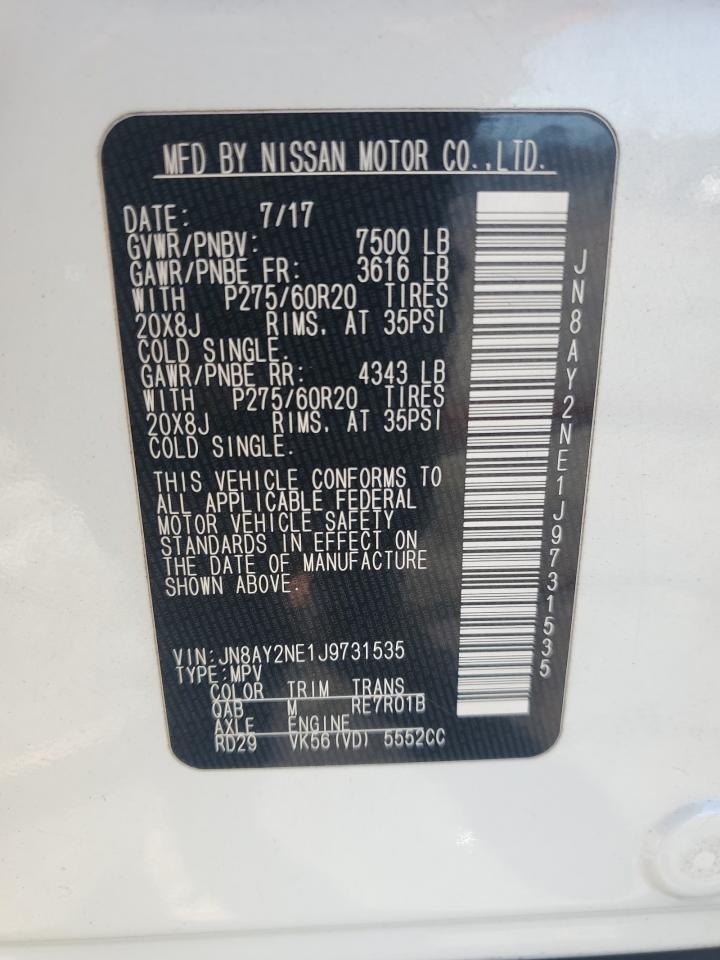 MFD BY NISSAN MOTOR CO.,LTD.
DATE: 7/17
GVWR/PNBV: 7500 LB
GAWR/PNBE FR: 3616 LB
WITH P275/60R20 TIRES
20X8J RIMS, AT 35PSI
COLD SINGLE.
GAWR/PNBE RR: 4343 LB
WITH P275/60R20 TIRES
20X8J RIMS, AT 35PSI
COLD SINGLE.
THIS VEHICLE CONFORMS TO
ALL APPLICABLE FEDERAL
MOTOR VEHICLE SAFETY
STANDARDS IN EFFECT ON
THE DATE OF MANUFACTURE
SHOWN ABOVE.
VIN:JN8AY2NE1J9731535
TYPE:MPV
COLOR TRIM TRANS
QAB M RE7R01B
AXLE ENGINE
RD29 VK56(VD) 5552CC
JN8AY2NE1J9731535